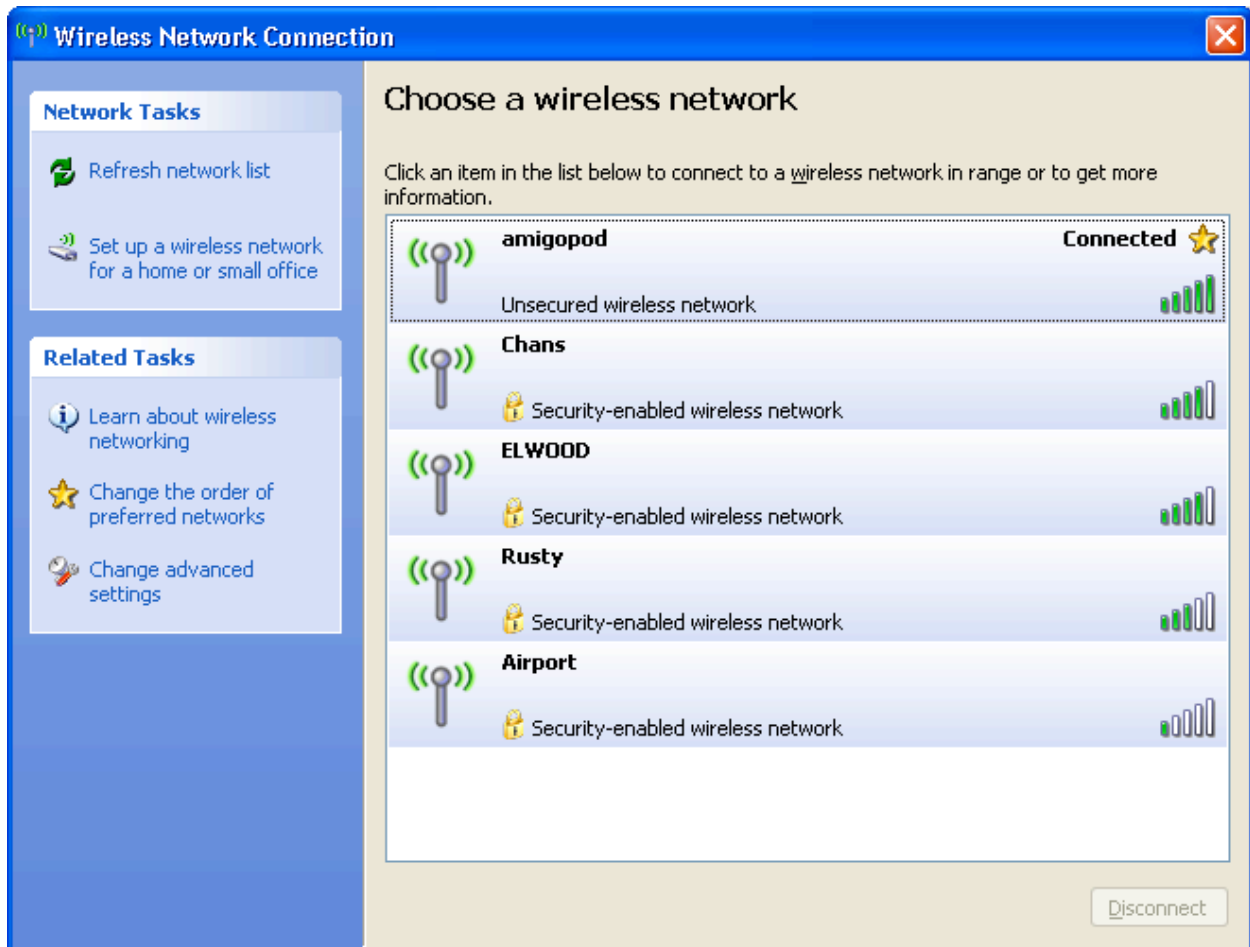 Wireless Network Connection
Network Tasks
Refresh network list
Set up a wireless network
for a home or small office
Related Tasks
Learn about wireless
networking
Change the order of
preferred networks
Change advanced
settings
Choose a wireless network
Click an item in the list below to connect to a wireless network in range or to get more
information.
amigopod Connected
Unsecured wireless network
Chans
Security-enabled wireless network
ELWOOD
Security-enabled wireless network
Rusty
Security-enabled wireless network
Airport
Security-enabled wireless network
Disconnect